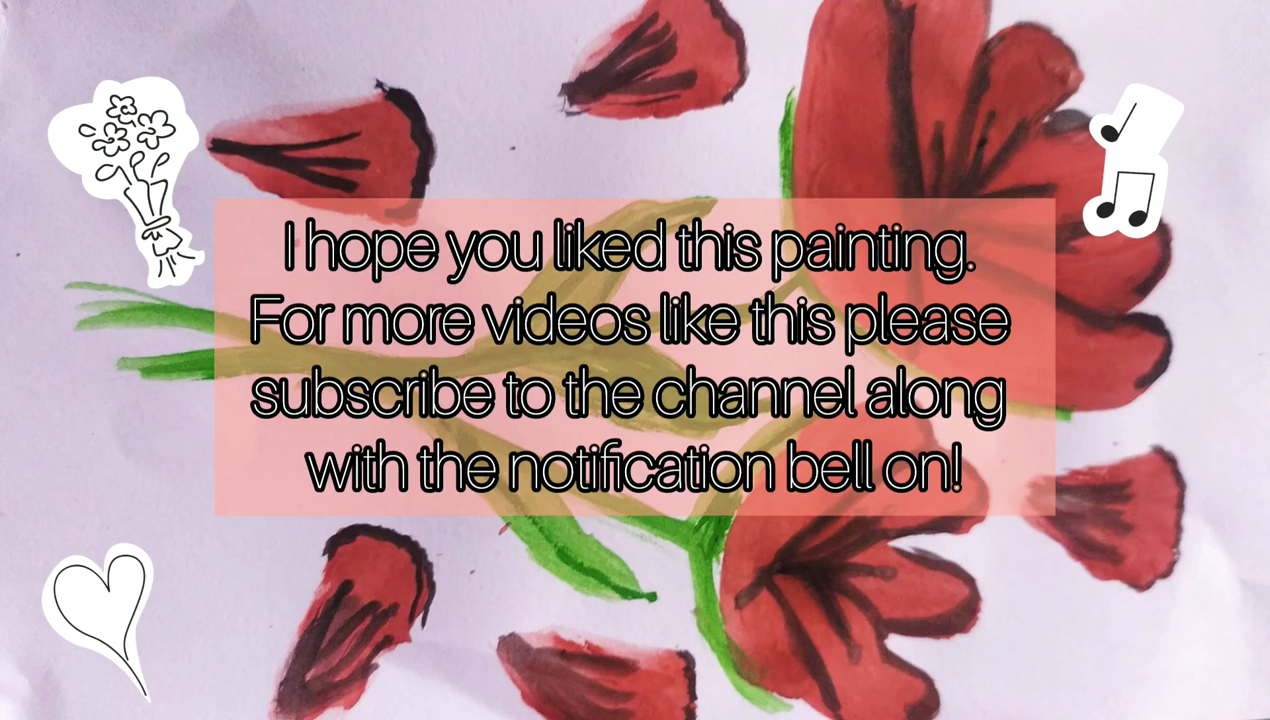 I hope you liked this painting.
For more videos like this please
subscribe to the channel along
with the notification bell on!